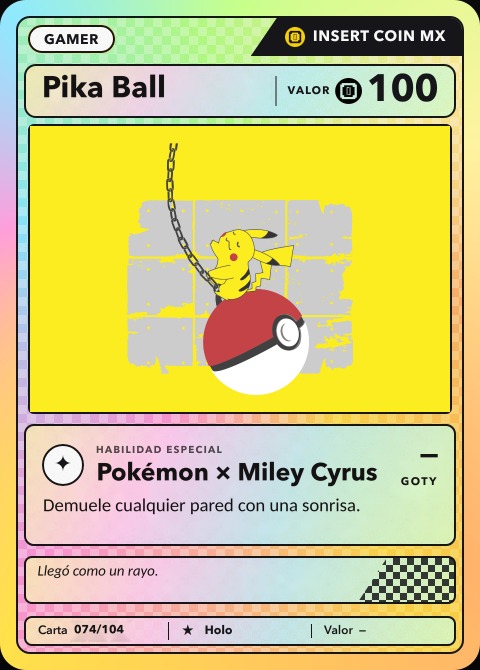 GAMER
INSERT COIN MX
Pika Ball
VALOR 100
HABILIDAD ESPECIAL
Pokémon × Miley Cyrus
–
GOTY
Demuele cualquier pared con una sonrisa.
Llegó como un rayo.
Carta 074/104 ★ Holo Valor –